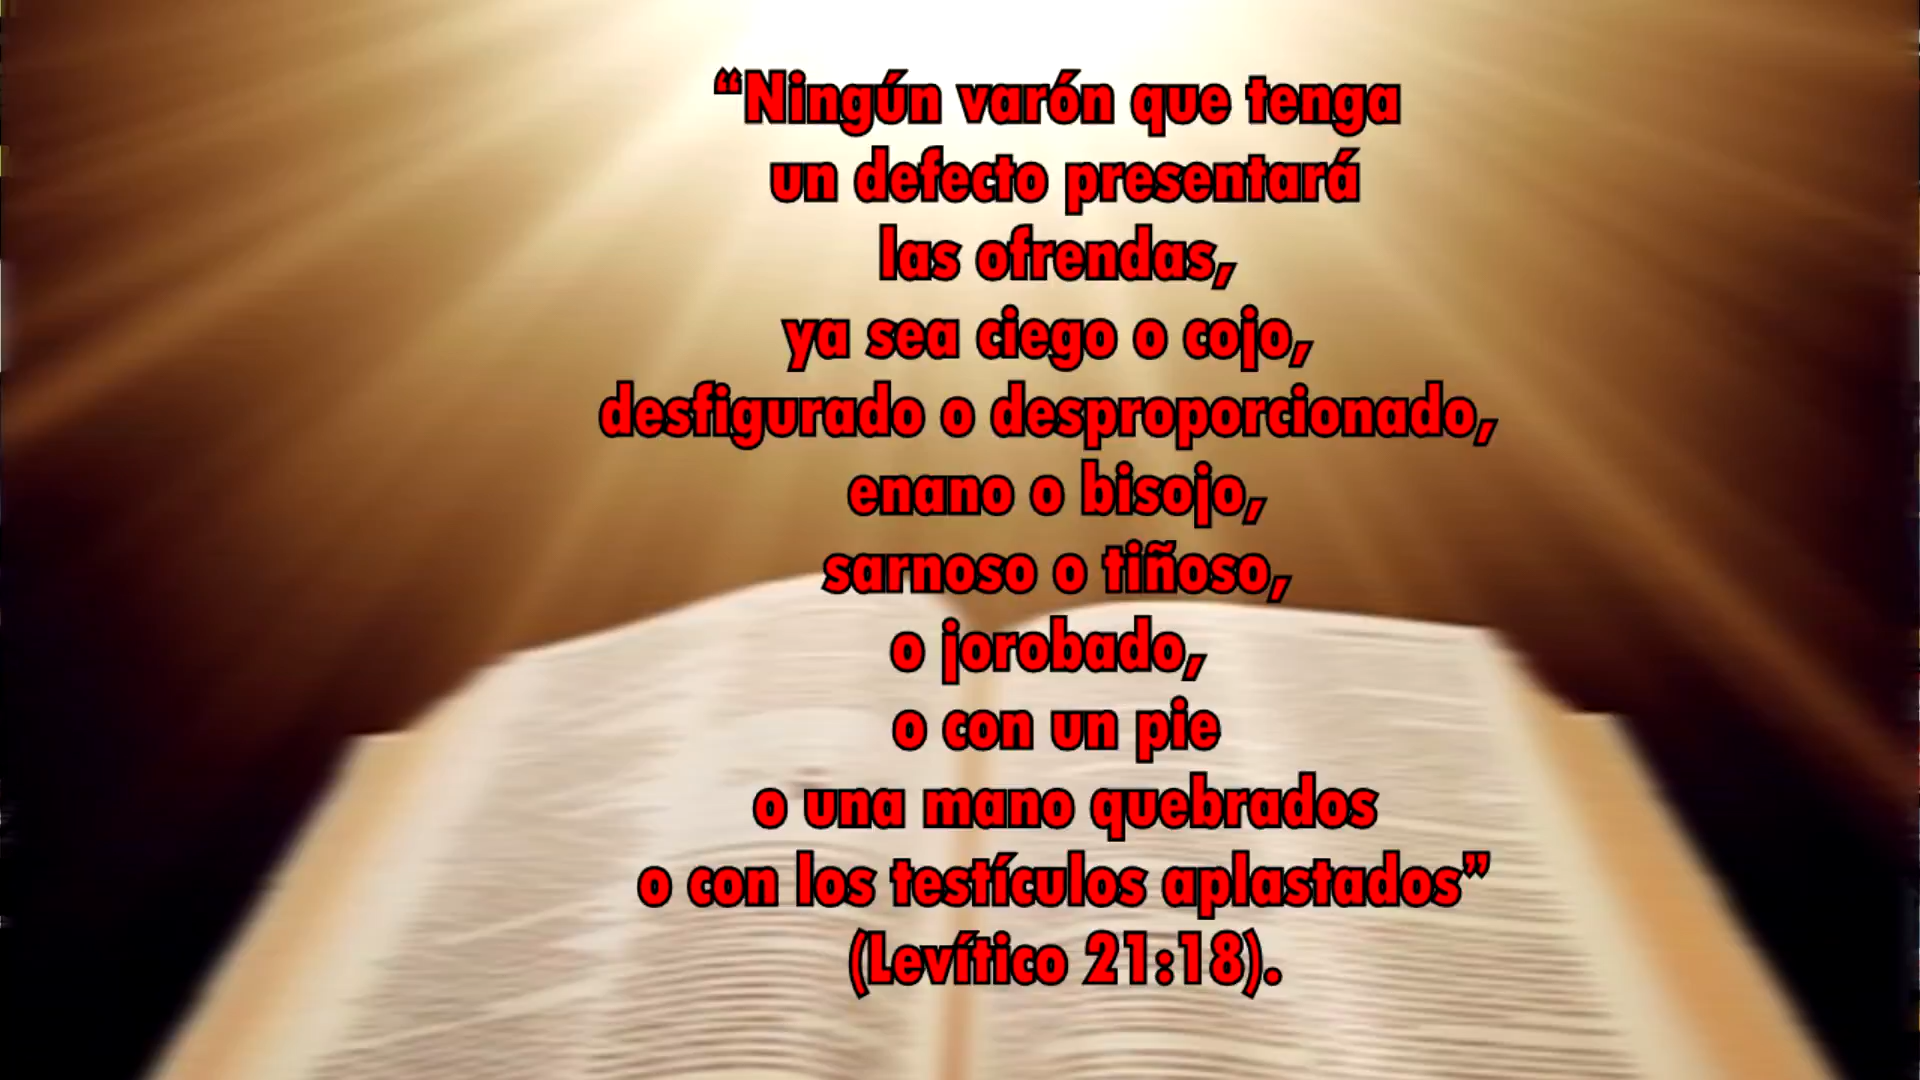 “Ningún varón que tenga
un defecto presentará
las ofrendas,
ya sea ciego o cojo,
desfigurado o desproporcionado,
enano o bisojo,
sarnoso o tiñoso,
o jorobado,
o con un pie
o una mano quebrados
o con los testículos aplastados”
(Levítico 21:18).